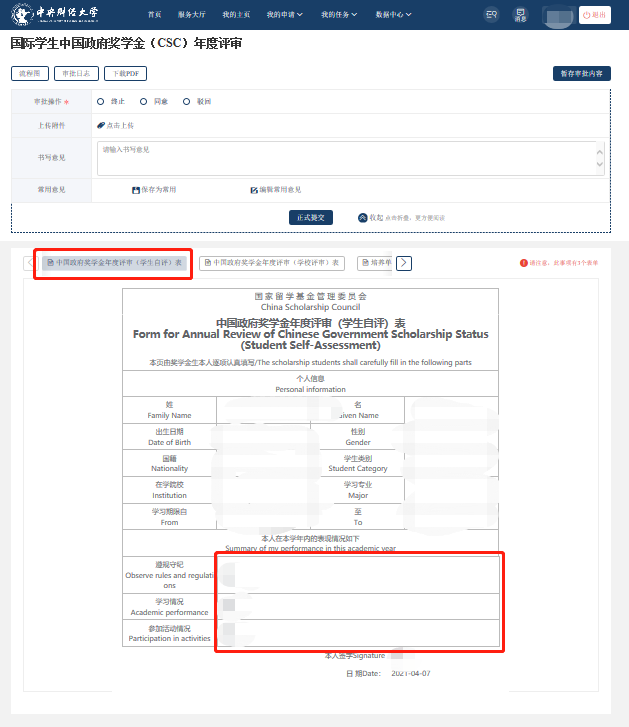 中央财经大学 首页 服务大厅 我的主页 我的申请 我的任务 数据中心 消息 退出
国际学生中国政府奖学金（CSC）年度评审
流程图 审批日志 下载PDF 暂存审批内容
审批操作 * 终止 同意 驳回
上传附件 点击上传
书写意见 请输入书写意见
常用意见 保存为常用 编辑常用意见
正式提交 收起 点击折叠，更方便阅读
中国政府奖学金年度评审（学生自评）表 中国政府奖学金年度评审（学校评审）表 培养单 请注意，此事项有3个表单
国家留学基金管理委员会
China Scholarship Council
中国政府奖学金年度评审（学生自评）表
Form for Annual Review of Chinese Government Scholarship Status
(Student Self-Assessment)
本页由奖学金生本人逐项认真填写/The scholarship students shall carefully fill in the following parts
个人信息
Personal information
姓 名
Family Name iven Name
出生日期 性别
Date of Birth Gender
国籍 学生类别
Nationality Student Category
在学院校 学习专业
Institution Major
学习期限自 至
From To
本人在本学年内的表现情况如下
Summary of my performance in this academic year
遵规守纪
Observe rules and regulati
ons
学习情况
Academic performance
参加活动情况
Participation in activities
本人签字Signature
日 期Date: 2021-04-07